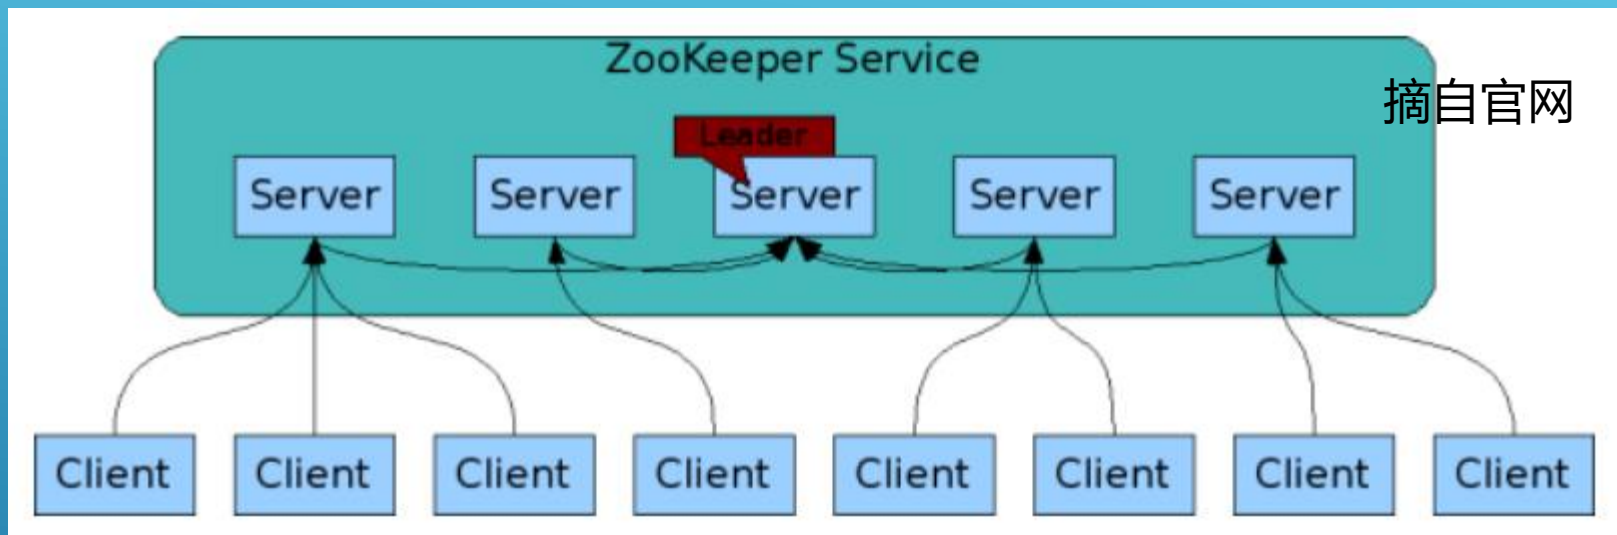 ZooKeeper Service
摘自官网
Leader
Server
Server
Server
Server
Server
Client
Client
Client
Client
Client
Client
Client
Client